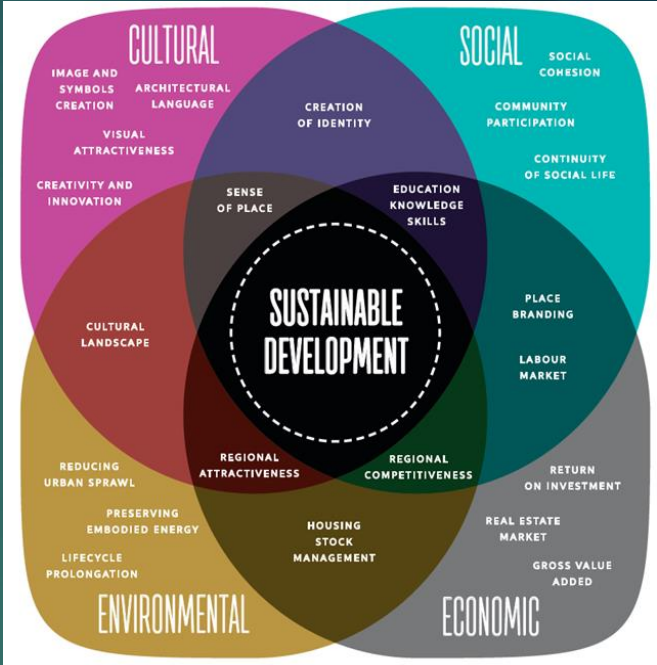 CULTURAL
IMAGE AND
SYMBOLS
CREATION
ARCHITECTURAL
LANGUAGE
VISUAL
ATTRACTIVENESS
CREATIVITY AND
INNOVATION
CREATION
OF IDENTITY
SOCIAL
SOCIAL
COHESION
COMMUNITY
PARTICIPATION
CONTINUITY
OF SOCIAL LIFE
SENSE
OF PLACE
EDUCATION
KNOWLEDGE
SKILLS
SUSTAINABLE
DEVELOPMENT
CULTURAL
LANDSCAPE
PLACE
BRANDING
LABOUR
MARKET
REGIONAL
ATTRACTIVENESS
REGIONAL
COMPETITIVENESS
REDUCING
URBAN SPRAWL
PRESERVING
EMBODIED ENERGY
LIFECYCLE
PROLONGATION
ENVIRONMENTAL
HOUSING
STOCK
MANAGEMENT
RETURN
ON INVESTMENT
REAL ESTATE
MARKET
GROSS VALUE
ADDED
ECONOMIC